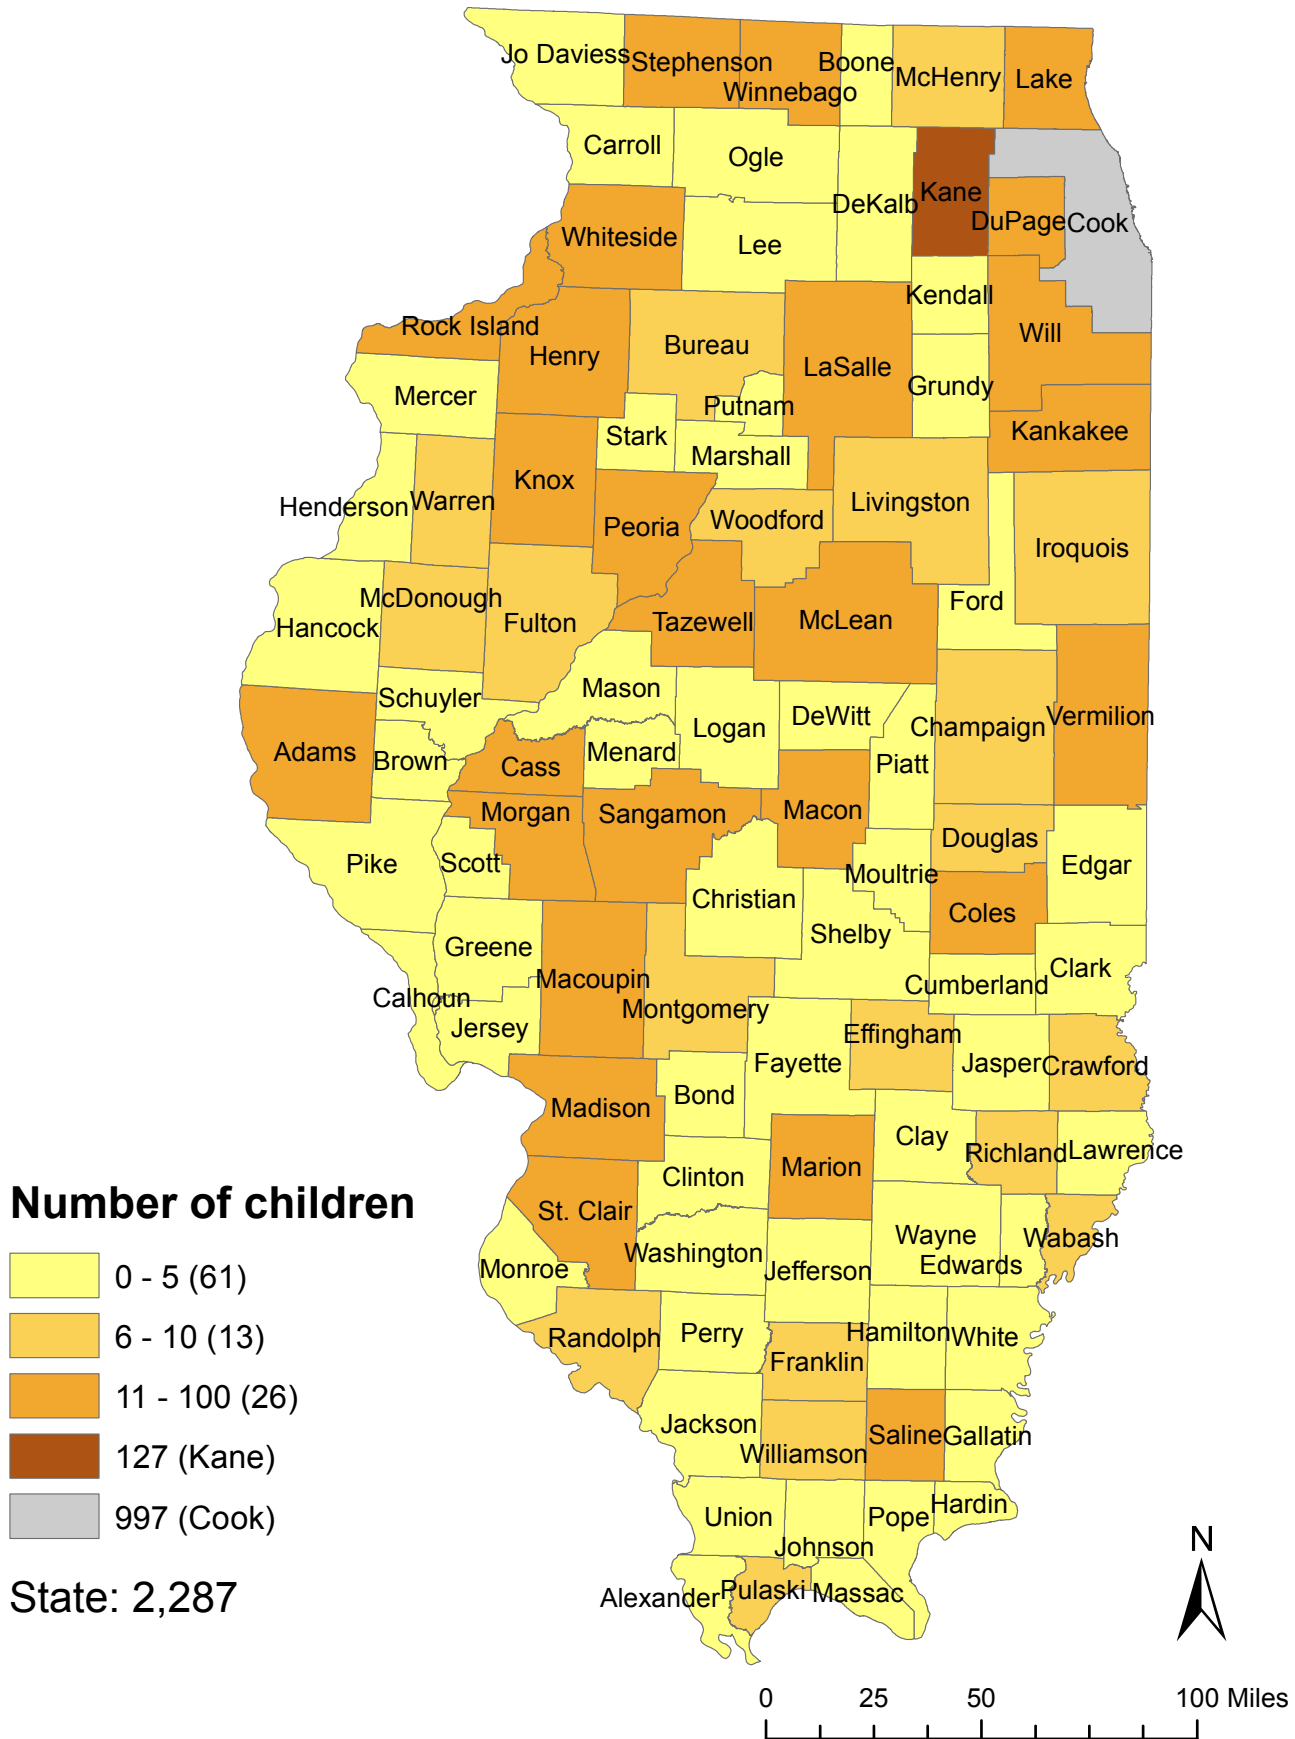 Jo Daviess
Stephenson
Winnebago
Boone
McHenry
Lake
Carroll
Ogle
DeKalb
Kane
DuPage
Cook
Whiteside
Lee
Kendall
Rock Island
Henry
Bureau
LaSalle
Will
Grundy
Mercer
Putnam
Stark
Marshall
Kankakee
Henderson
Warren
Knox
Peoria
Woodford
Livingston
Iroquois
McDonough
Hancock
Fulton
Tazewell
McLean
Ford
Schuyler
Mason
Logan
DeWitt
Champaign
Vermilion
Adams
Brown
Cass
Menard
Piatt
Morgan
Sangamon
Macon
Douglas
Pike
Scott
Christian
Moultrie
Edgar
Coles
Greene
Shelby
Calhoun
Macoupin
Montgomery
Cumberland
Clark
Jersey
Effingham
Fayette
Jasper
Crawford
Madison
Bond
Clay
Richland
Lawrence
Marion
Clinton
St. Clair
Wayne
Edwards
Wabash
Washington
Monroe
Jefferson
Randolph
Perry
Hamilton
White
Franklin
Jackson
Williamson
Saline
Gallatin
Union
Johnson
Pope
Hardin
Alexander
Pulaski
Massac
Number of children
0 - 5 (61)
6 - 10 (13)
11 - 100 (26)
127 (Kane)
997 (Cook)
State: 2,287
N
0 25 50 100 Miles